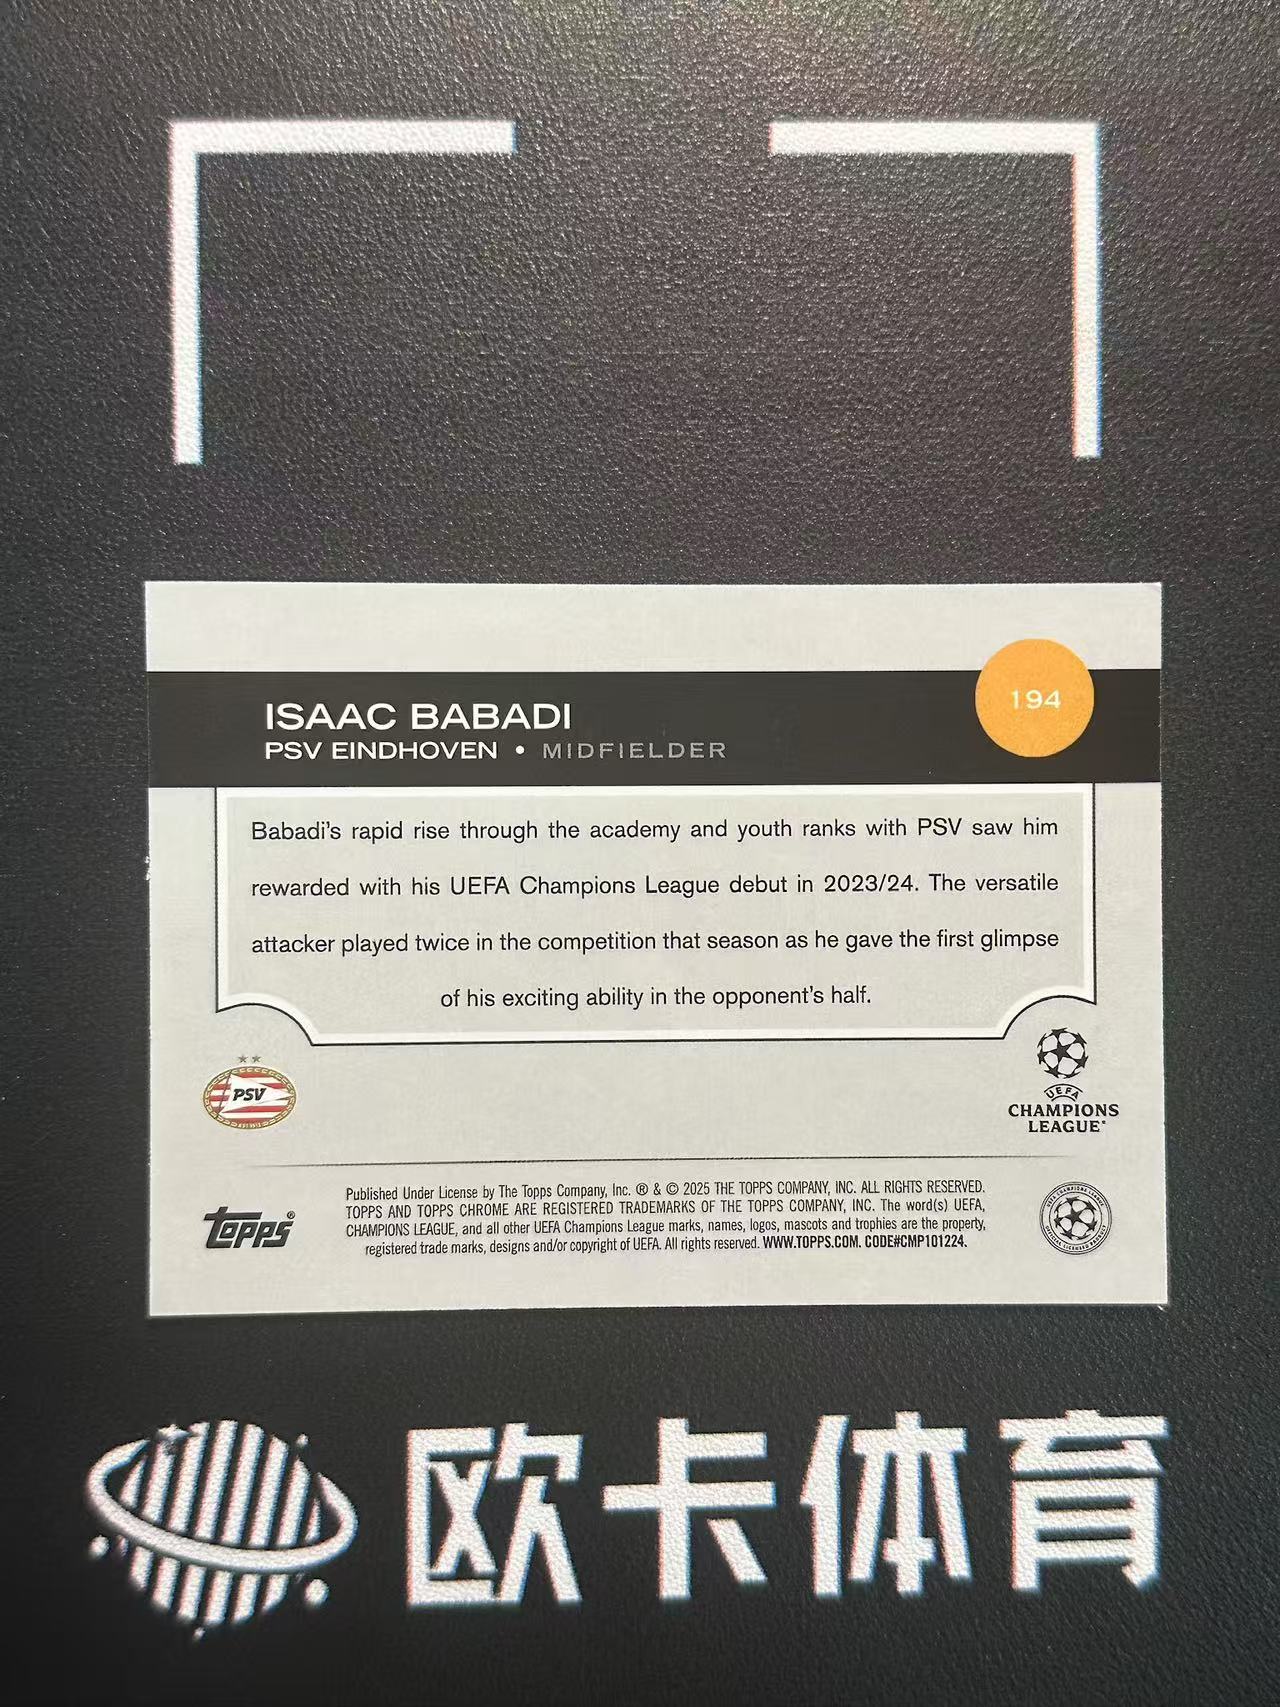 194
ISAAC BABADI
PSV EINDHOVEN • MIDFIELDER
Babadi's rapid rise through the academy and youth ranks with PSV saw him
rewarded with his UEFA Champions League debut in 2023/24. The versatile
attacker played twice in the competition that season as he gave the first glimpse
of his exciting ability in the opponent's half.
PSV
UEFA
CHAMPIONS
LEAGUE®
topps®
Published Under License by The Topps Company, Inc. ® & © 2025 THE TOPPS COMPANY, INC. ALL RIGHTS RESERVED.
TOPPS AND TOPPS CHROME ARE REGISTERED TRADEMARKS OF THE TOPPS COMPANY, INC. The word(s) UEFA,
CHAMPIONS LEAGUE, and all other UEFA Champions League marks, names, logos, mascots and trophies are the property,
registered trade marks, designs and/or copyright of UEFA. All rights reserved. WWW.TOPPS.COM. CODE#CMP101224.
欧卡体育